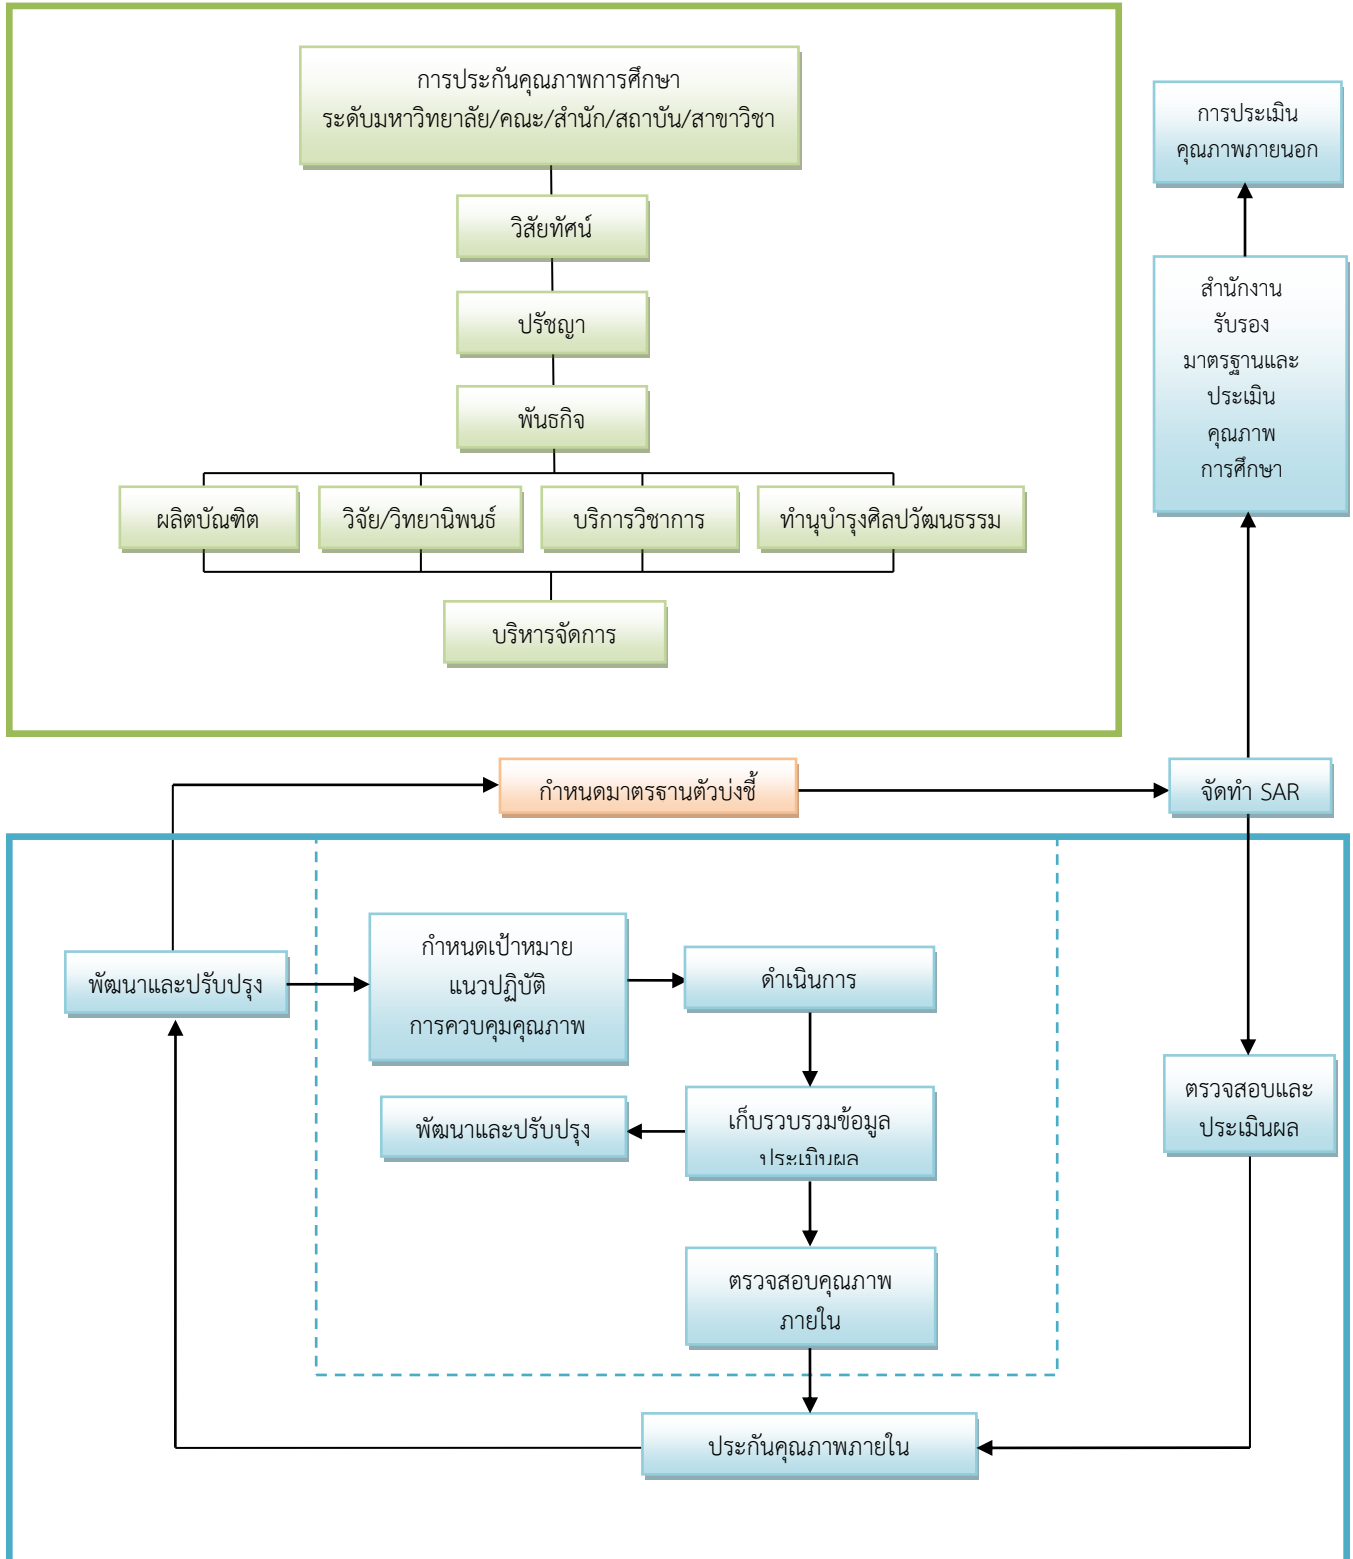 การประกันคุณภาพการศึกษา
ระดับมหาวิทยาลัย/คณะ/สำนัก/สถาบัน/สาขาวิชา
วิสัยทัศน์
ปรัชญา
พันธกิจ
ผลิตบัณฑิต
วิจัย/วิทยานิพนธ์
บริการวิชาการ
ทำนุบำรุงศิลปวัฒนธรรม
บริหารจัดการ
การประเมิน
คุณภาพภายนอก
สำนักงาน
รับรอง
มาตรฐานและ
ประเมิน
คุณภาพ
การศึกษา
กำหนดมาตรฐานตัวบ่งชี้
จัดทำ SAR
พัฒนาและปรับปรุง
กำหนดเป้าหมาย
แนวปฏิบัติ
การควบคุมคุณภาพ
ดำเนินการ
เก็บรวบรวมข้อมูล
ประเมินผล
พัฒนาและปรับปรุง
ตรวจสอบคุณภาพ
ภายใน
ตรวจสอบและ
ประเมินผล
ประกันคุณภาพภายใน